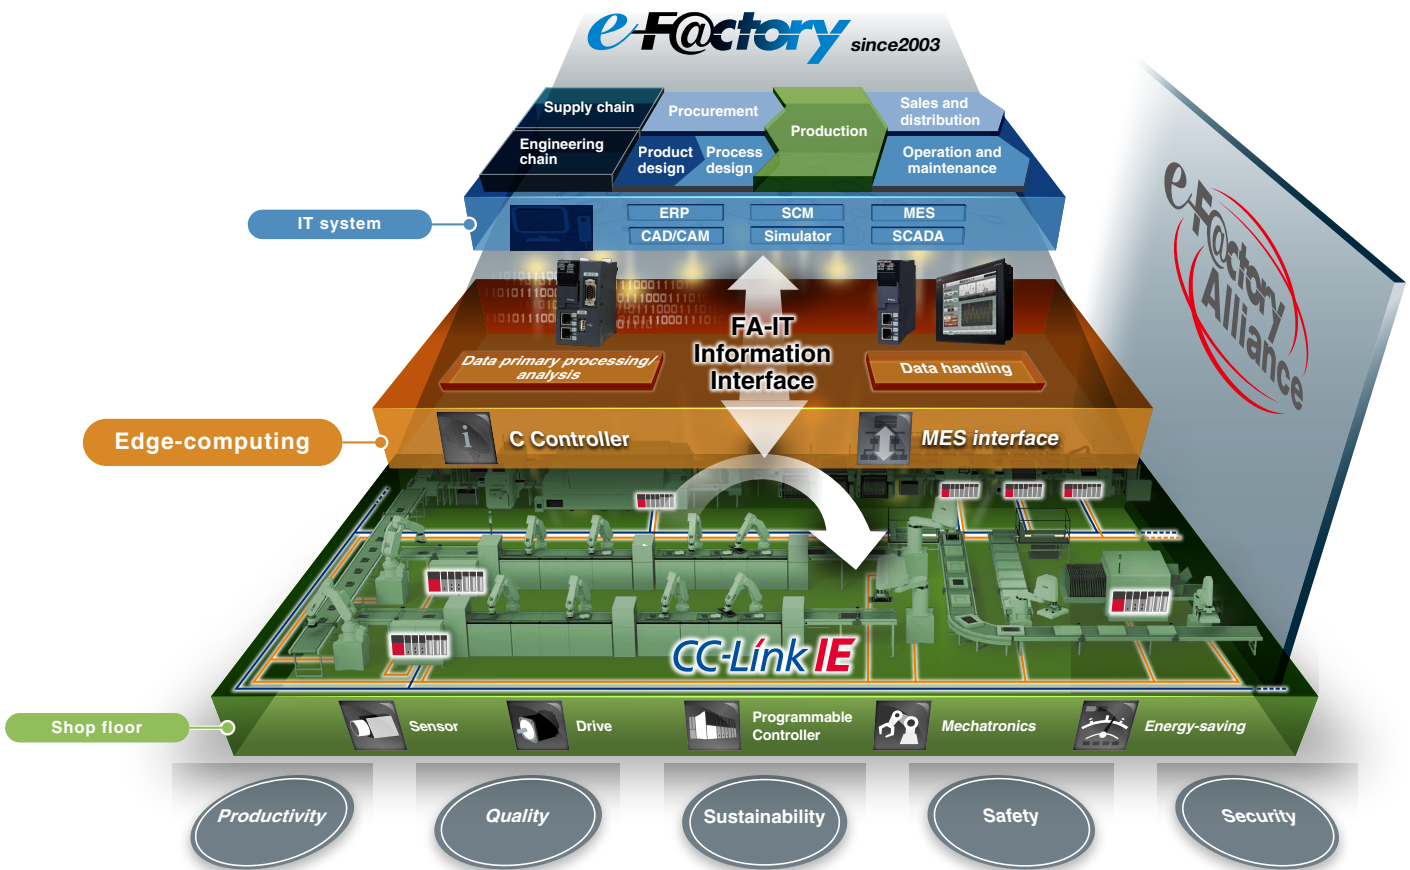 e-F@ctory since2003
Supply chain
Procurement
Production
Sales and
distribution
Engineering
chain
Product
design
Process
design
Operation and
maintenance
IT system
ERP
SCM
MES
CAD/CAM
Simulator
SCADA
e-F@ctory
Alliance
FA-IT
Information
Interface
Data primary processing/
analysis
Data handling
Edge-computing
C Controller
MES interface
CC-Link IE
Shop floor
Sensor
Drive
Programmable
Controller
Mechatronics
Energy-saving
Productivity
Quality
Sustainability
Safety
Security